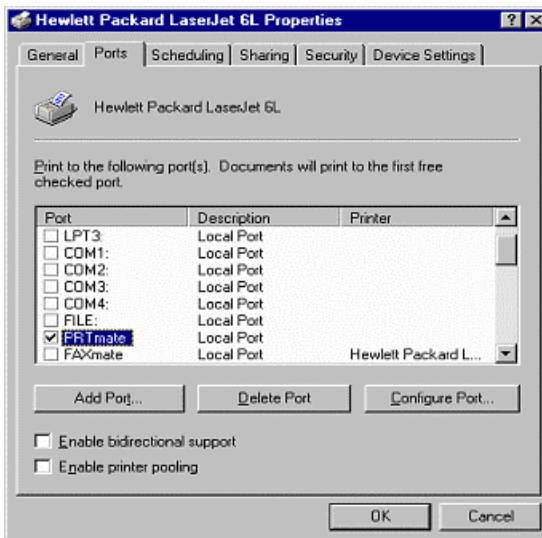 Hewlett Packard LaserJet 6L Properties
General Ports Scheduling Sharing Security Device Settings
Hewlett Packard LaserJet 6L
Print to the following port(s). Documents will print to the first free
checked port.
Port Description Printer
LPT3: Local Port
COM1: Local Port
COM2: Local Port
COM3: Local Port
COM4: Local Port
FILE: Local Port
PRTmate Local Port
FAXmate Local Port Hewlett Packard L...
Add Port... Delete Port Configure Port...
Enable bidirectional support
Enable printer pooling
OK Cancel